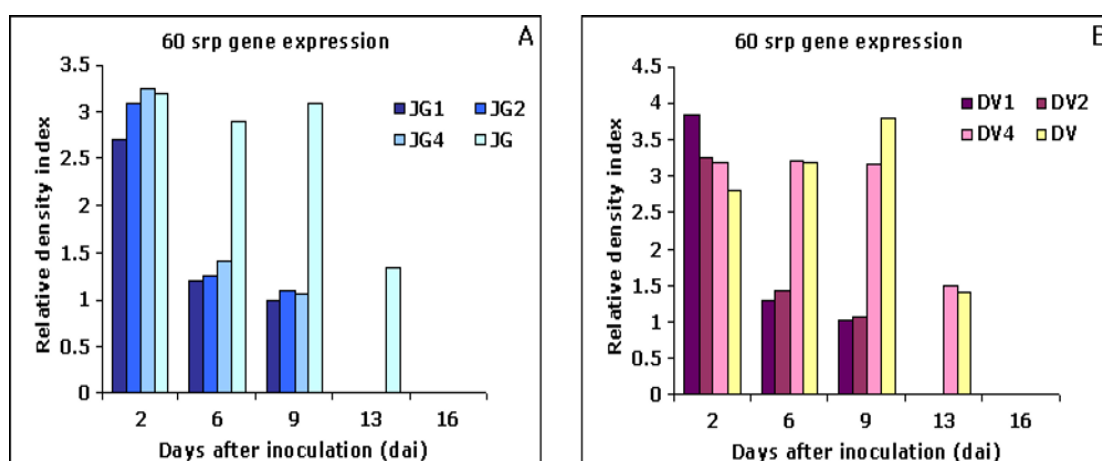 60 srp gene expression
A
3.5
3
2.5
2
1.5
1
0.5
0
Relative density index
JG1 JG2
JG4 JG
2 6 9 13 16
Days after inoculation (dai)
60 srp gene expression
B
4.5
4
3.5
3
2.5
2
1.5
1
0.5
0
Relative density index
DV1 DV2
DV4 DV
2 6 9 13 16
Days after inoculation (dai)